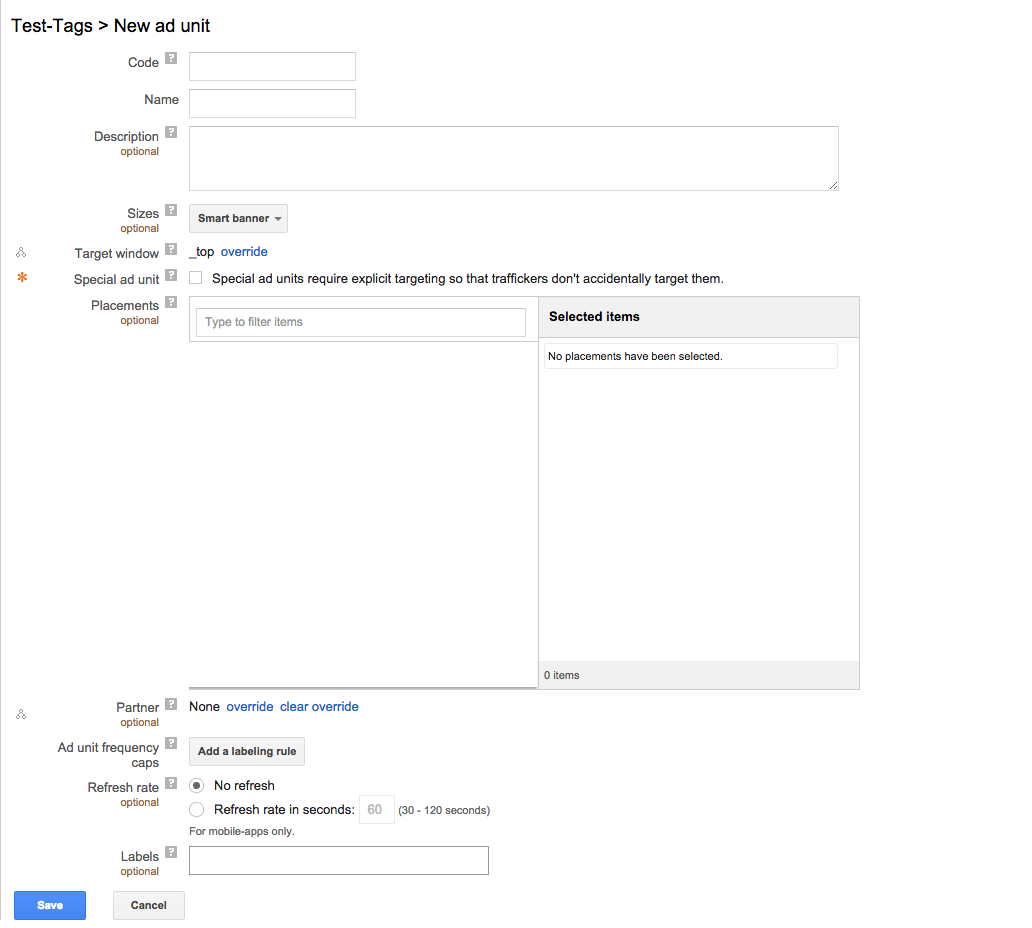 Test-Tags > New ad unit
Code ?
Name
Description ?
optional
Sizes ?
optional
Smart banner
Target window ? _top override
* Special ad unit ? Special ad units require explicit targeting so that traffickers don't accidentally target them.
Placements ?
optional
Type to filter items
Selected items
No placements have been selected.
0 items
Partner ?
optional
None override clear override
Ad unit frequency ?
caps
Add a labeling rule
Refresh rate ?
optional
No refresh
Refresh rate in seconds: 60 (30 - 120 seconds)
For mobile-apps only.
Labels ?
optional
Save Cancel